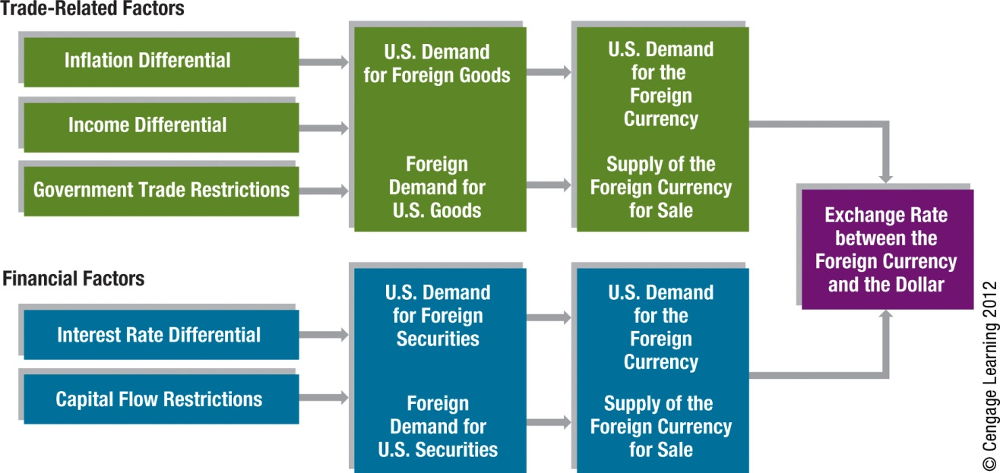 Trade-Related Factors
Inflation Differential
Income Differential
Government Trade Restrictions
U.S. Demand
for Foreign Goods
Foreign
Demand for
U.S. Goods
U.S. Demand
for the
Foreign
Currency
Supply of the
Foreign Currency
for Sale
Financial Factors
Interest Rate Differential
Capital Flow Restrictions
U.S. Demand
for Foreign
Securities
Foreign
Demand for
U.S. Securities
U.S. Demand
for the
Foreign
Currency
Supply of the
Foreign Currency
for Sale
Exchange Rate
between the
Foreign Currency
and the Dollar
© Cengage Learning 2012